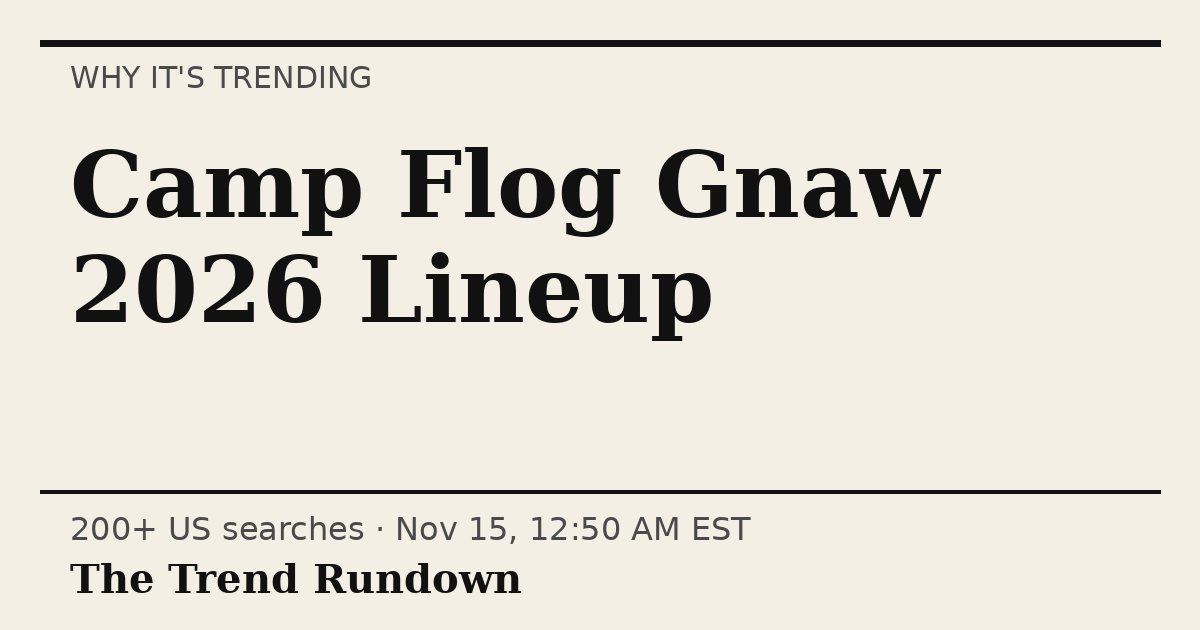 WHY IT'S TRENDING
Camp Flog Gnaw
2026 Lineup
200+ US searches · Nov 15, 12:50 AM EST
The Trend Rundown